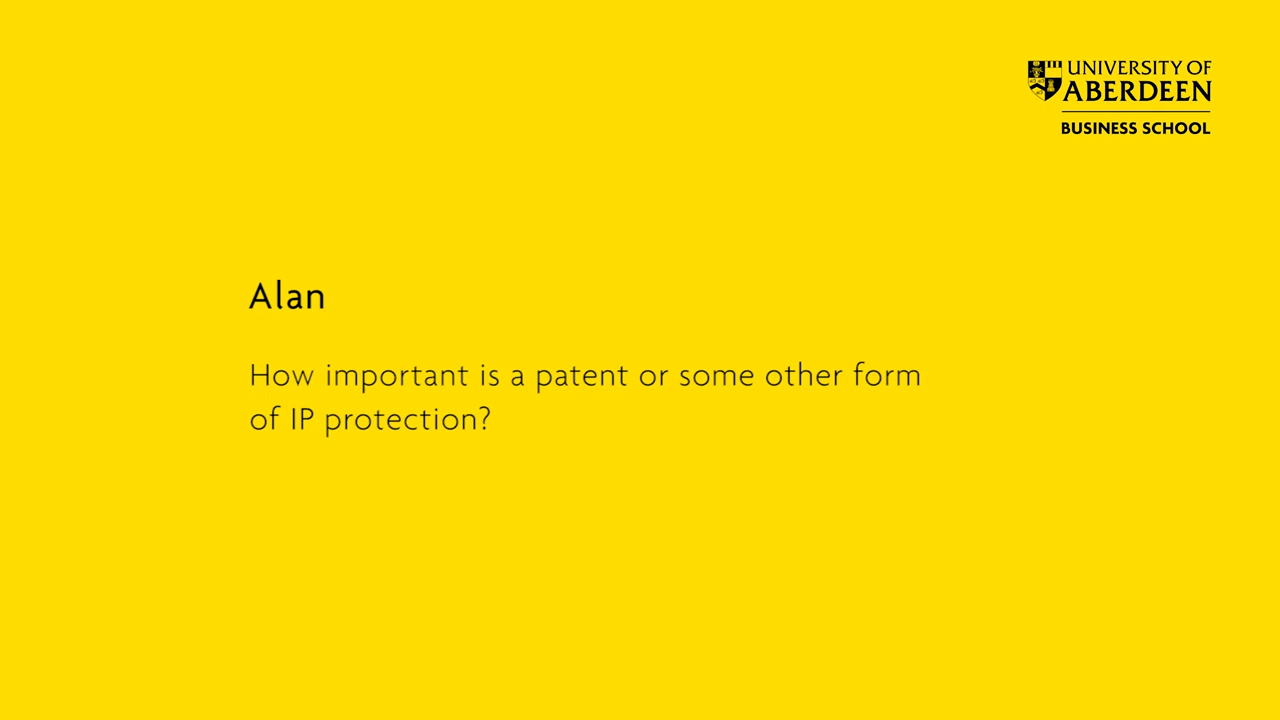 UNIVERSITY OF
ABERDEEN
BUSINESS SCHOOL
Alan
How important is a patent or some other form
of IP protection?